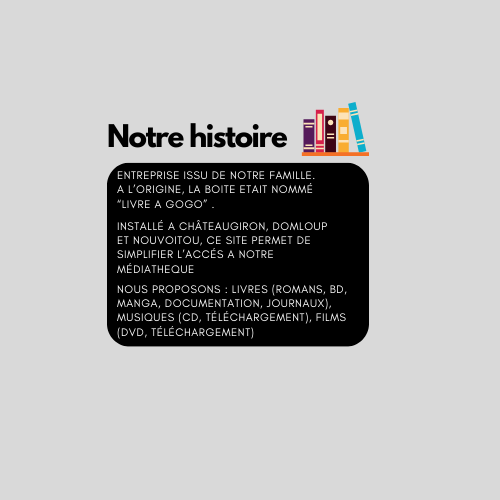 Notre histoire
ENTREPRISE ISSU DE NOTRE FAMILLE.
A L'ORIGINE, LA BOITE ETAIT NOMMÉ
"LIVRE A GOGO" .
INSTALLÉ A CHÂTEAUGIRON, DOMLOUP
ET NOUVOITOU, CE SITE PERMET DE
SIMPLIFIER L'ACCÉS A NOTRE
MÉDIATHEQUE
NOUS PROPOSONS : LIVRES (ROMANS, BD,
MANGA, DOCUMENTATION, JOURNAUX),
MUSIQUES (CD, TÉLÉCHARGEMENT), FILMS
(DVD, TÉLÉCHARGEMENT)